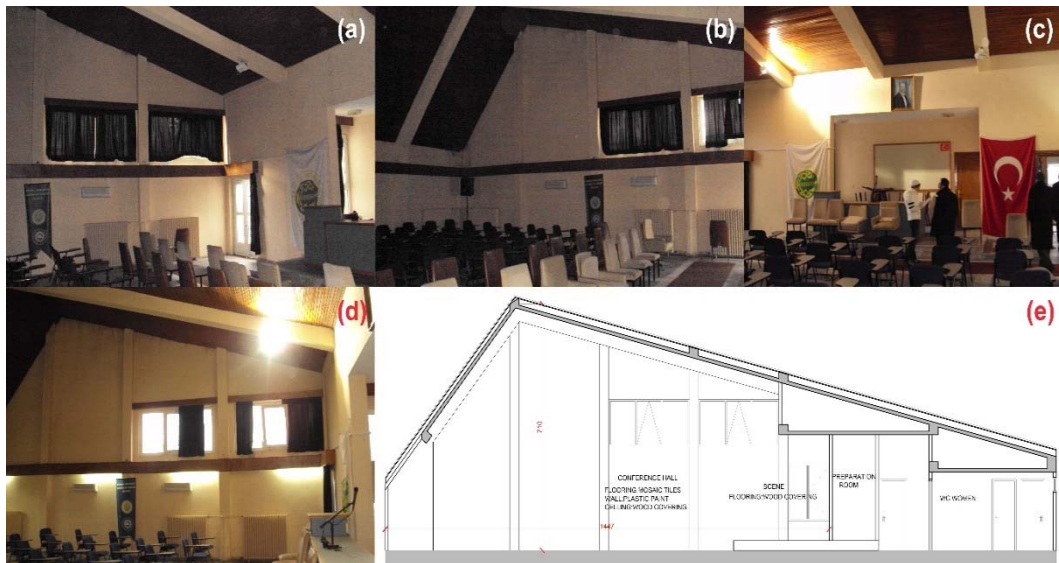 (a)
(b)
(c)
(d)
(e)
710
CONFERENCE HALL
FLOORING:MOSAIC TILES
WALL:PLASTIC PAINT
CEILING:WOOD COVERING
1447
SCENE
FLOORING:WOOD COVERING
PREPARATION
ROOM
WC WOMEN